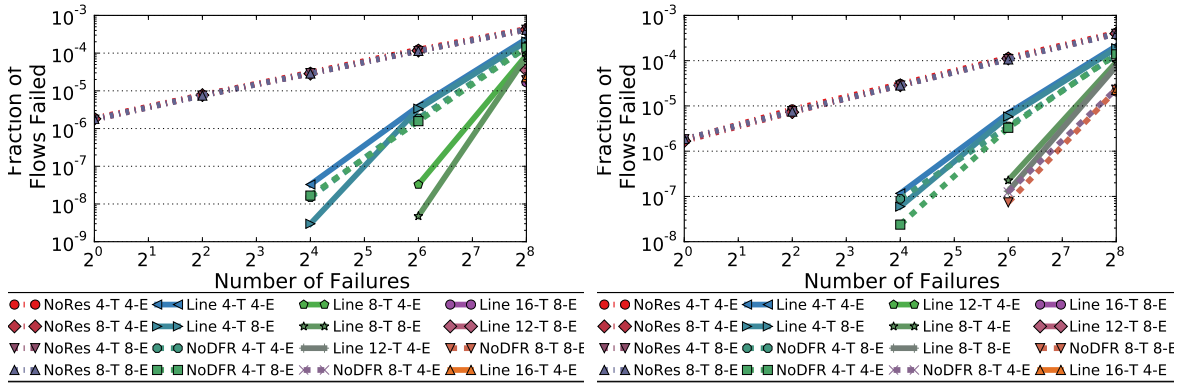 10^-3
10^-4
10^-5
10^-6
10^-7
10^-8
10^-9
Fraction of
Flows Failed
2^0 2^1 2^2 2^3 2^4 2^5 2^6 2^7 2^8
Number of Failures
NoRes 4-T 4-E Line 4-T 4-E Line 8-T 4-E Line 16-T 8-E
NoRes 8-T 4-E Line 4-T 8-E Line 8-T 8-E Line 12-T 8-E
NoRes 4-T 8-E NoDFR 4-T 4-E Line 12-T 4-E NoDFR 8-T 8-E
NoRes 8-T 8-E NoDFR 4-T 8-E NoDFR 8-T 4-E Line 16-T 4-E
10^-3
10^-4
10^-5
10^-6
10^-7
10^-8
Fraction of
Flows Failed
2^0 2^1 2^2 2^3 2^4 2^5 2^6 2^7 2^8
Number of Failures
NoRes 4-T 4-E Line 4-T 4-E Line 12-T 4-E Line 16-T 8-E
NoRes 8-T 4-E Line 4-T 8-E Line 8-T 4-E Line 12-T 8-E
NoRes 4-T 8-E NoDFR 4-T 4-E Line 8-T 8-E NoDFR 8-T 8-E
NoRes 8-T 8-E NoDFR 4-T 8-E NoDFR 8-T 4-E Line 16-T 4-E